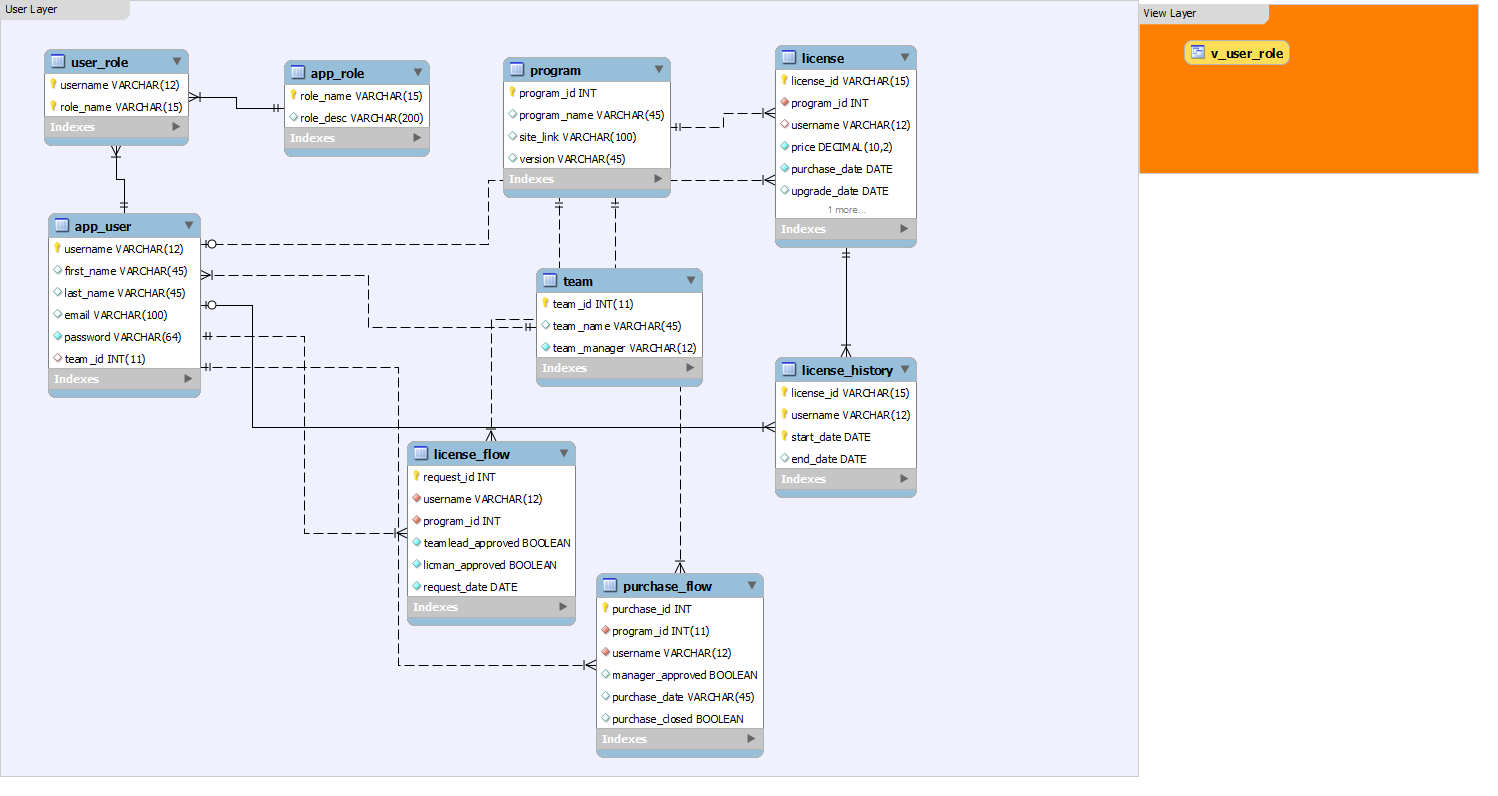 User Layer
View Layer
v_user_role
user_role
username VARCHAR(12)
role_name VARCHAR(15)
Indexes
app_role
role_name VARCHAR(15)
role_desc VARCHAR(200)
Indexes
program
program_id INT
program_name VARCHAR(45)
site_link VARCHAR(100)
version VARCHAR(45)
Indexes
license
license_id VARCHAR(15)
program_id INT
username VARCHAR(12)
price DECIMAL(10,2)
purchase_date DATE
upgrade_date DATE
1 more...
Indexes
app_user
username VARCHAR(12)
first_name VARCHAR(45)
last_name VARCHAR(45)
email VARCHAR(100)
password VARCHAR(64)
team_id INT(11)
Indexes
team
team_id INT(11)
team_name VARCHAR(45)
team_manager VARCHAR(12)
Indexes
license_history
license_id VARCHAR(15)
username VARCHAR(12)
start_date DATE
end_date DATE
Indexes
license_flow
request_id INT
username VARCHAR(12)
program_id INT
teamlead_approved BOOLEAN
licman_approved BOOLEAN
request_date DATE
Indexes
purchase_flow
purchase_id INT
program_id INT(11)
username VARCHAR(12)
manager_approved BOOLEAN
purchase_date VARCHAR(45)
purchase_closed BOOLEAN
Indexes